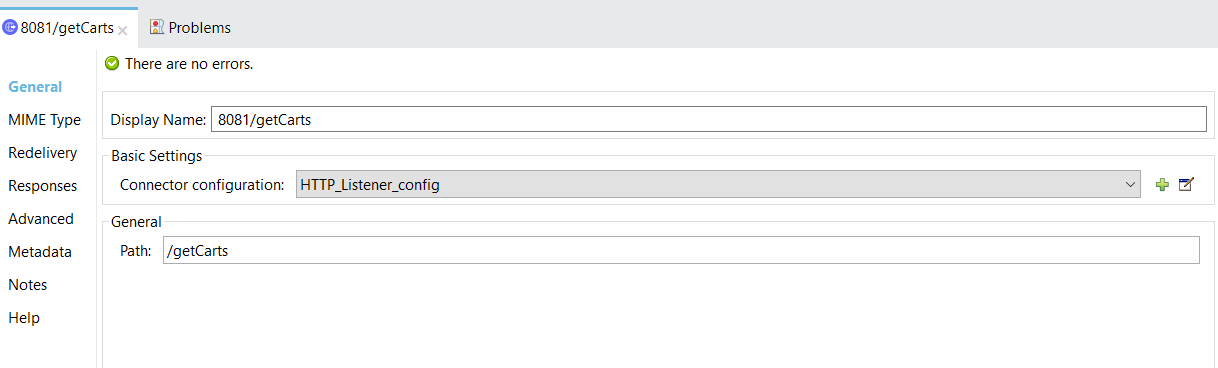 8081/getCarts Problems
There are no errors.
General
MIME Type
Redelivery
Responses
Advanced
Metadata
Notes
Help
Display Name: 8081/getCarts
Basic Settings
Connector configuration: HTTP_Listener_config
General
Path: /getCarts